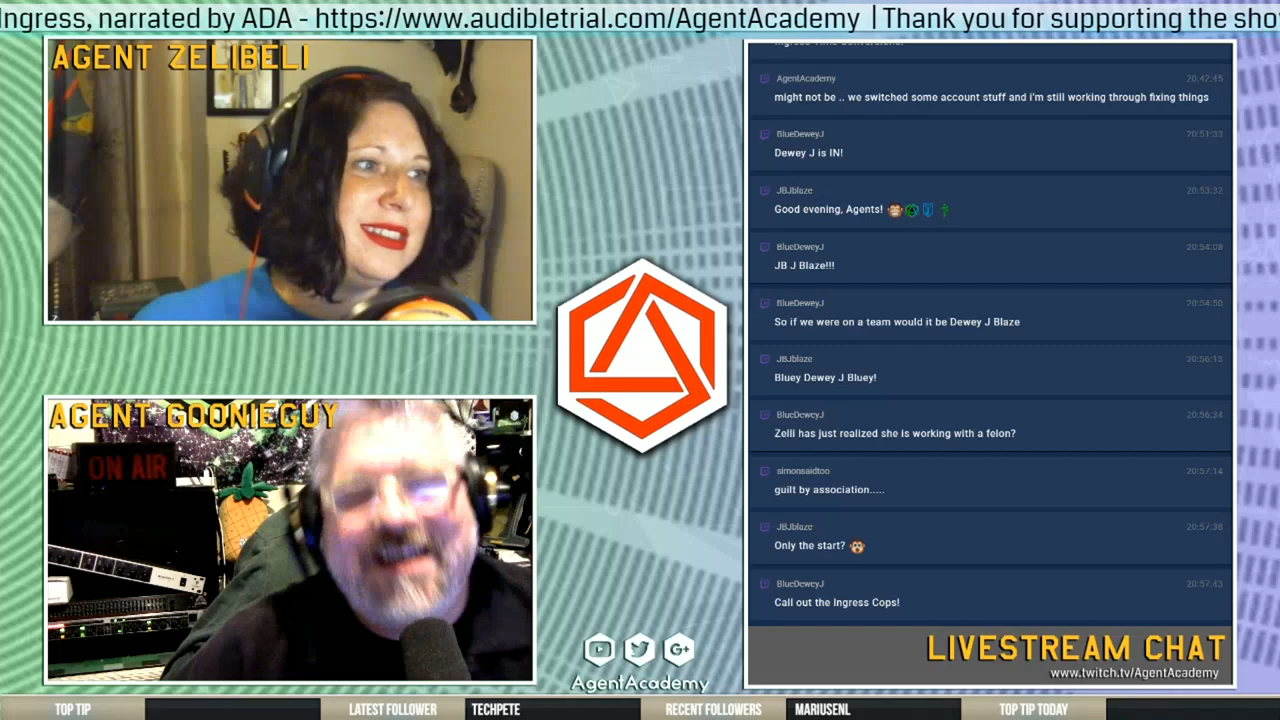 Ingress, narrated by ADA - https://www.audibletrial.com/AgentAcademy | Thank you for supporting the sho
AGENT ZELIBELI
AGENT GOONIEGUY
ON AIR
AgentAcademy
AgentAcademy 20:42:45
might not be .. we switched some account stuff and i'm still working through fixing things
BlueDeweyJ 20:51:33
Dewey J is IN!
JBJblaze 20:53:32
Good evening, Agents!
BlueDeweyJ 20:54:08
JB J Blaze!!!
BlueDeweyJ 20:54:50
So if we were on a team would it be Dewey J Blaze
JBJblaze 20:56:13
Bluey Dewey J Bluey!
BlueDeweyJ 20:56:34
Zelli has just realized she is working with a felon?
simonsaidtoo 20:57:14
guilt by association.....
JBJblaze 20:57:38
Only the start?
BlueDeweyJ 20:57:43
Call out the Ingress Cops!
LIVESTREAM CHAT
www.twitch.tv/AgentAcademy
TOP TIP LATEST FOLLOWER TECHPETE RECENT FOLLOWERS MARIUSENL TOP TIP TODAY